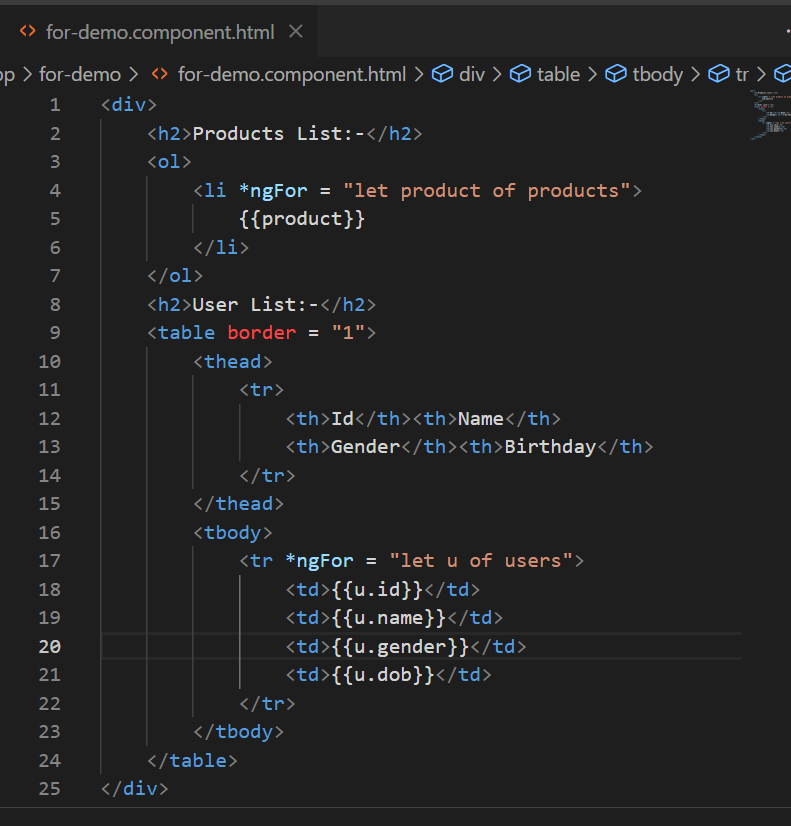 for-demo.component.html
op > for-demo > <> for-demo.component.html > div > table > tbody > tr >
1 <div>
2 <h2>Products List:-</h2>
3 <ol>
4 <li *ngFor = "let product of products">
5 {{product}}
6 </li>
7 </ol>
8 <h2>User List:-</h2>
9 <table border = "1">
10 <thead>
11 <tr>
12 <th>Id</th><th>Name</th>
13 <th>Gender</th><th>Birthday</th>
14 </tr>
15 </thead>
16 <tbody>
17 <tr *ngFor = "let u of users">
18 <td>{{u.id}}</td>
19 <td>{{u.name}}</td>
20 <td>{{u.gender}}</td>
21 <td>{{u.dob}}</td>
22 </tr>
23 </tbody>
24 </table>
25 </div>